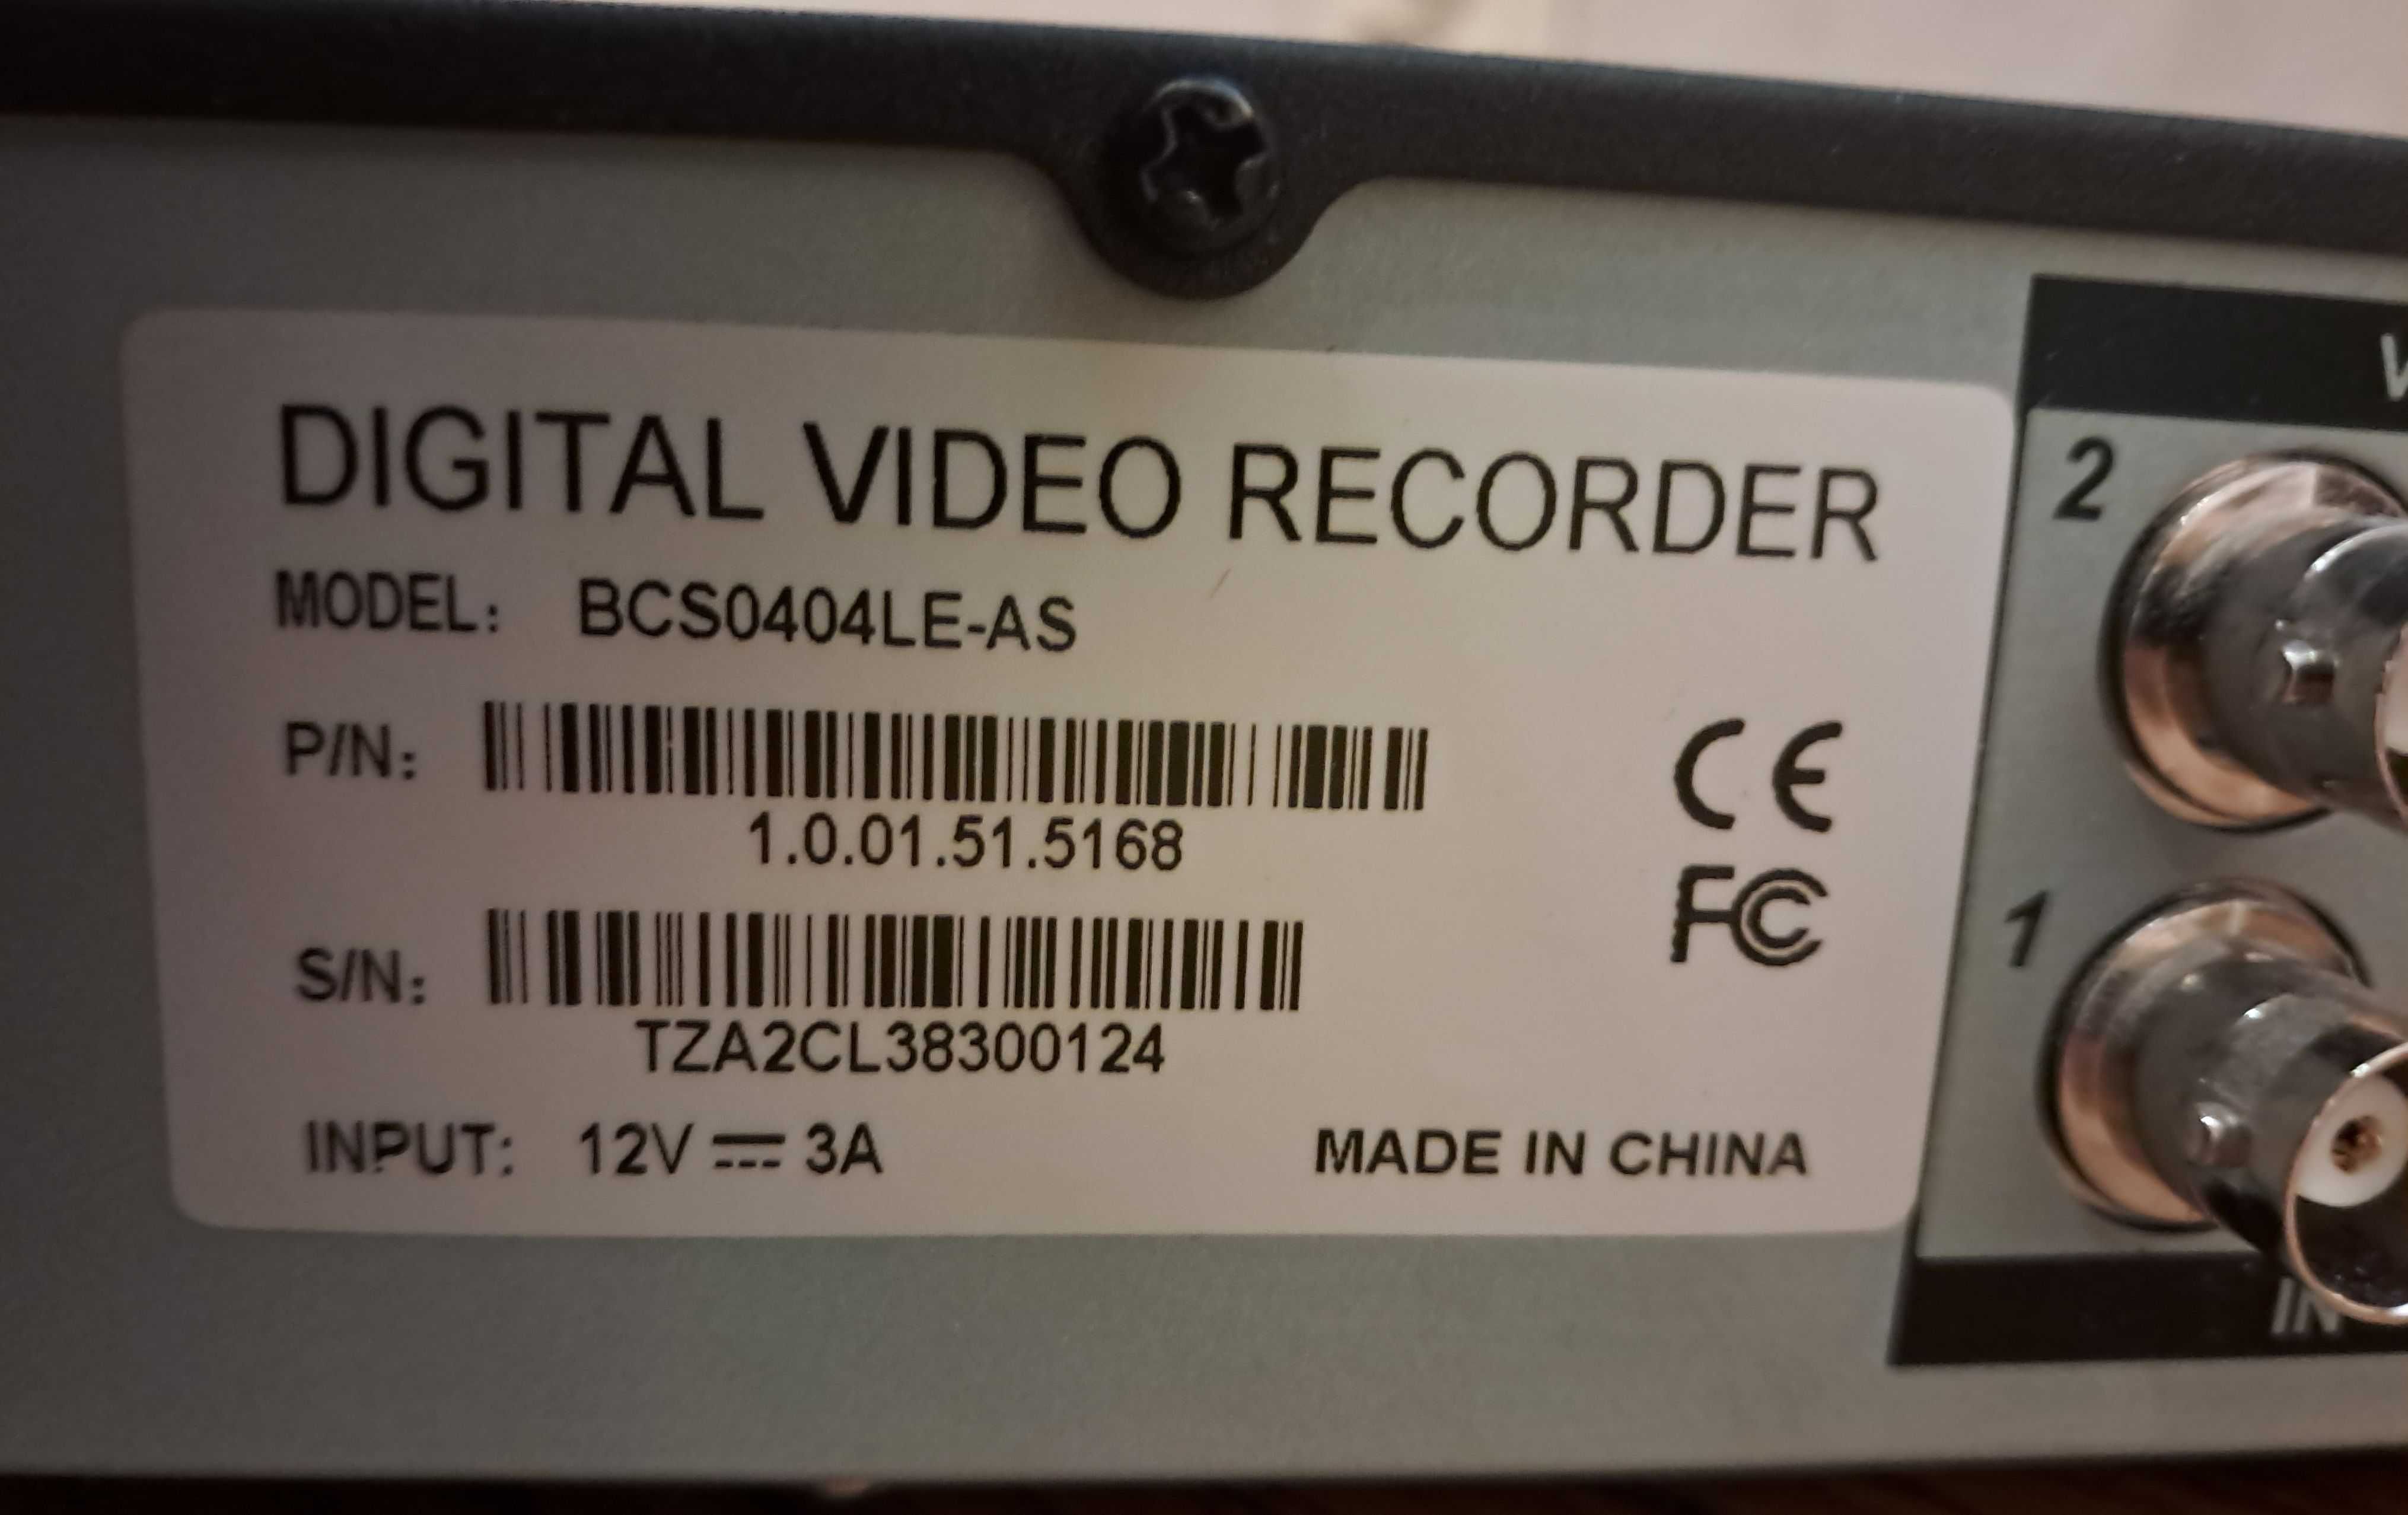 DIGITAL VIDEO RECORDER
MODEL: BCS0404LE-AS
P/N:
1.0.01.51.5168
S/N:
TZA2CL38300124
INPUT: 12V ⎓ 3A
MADE IN CHINA
CE
FC
2
1
IN